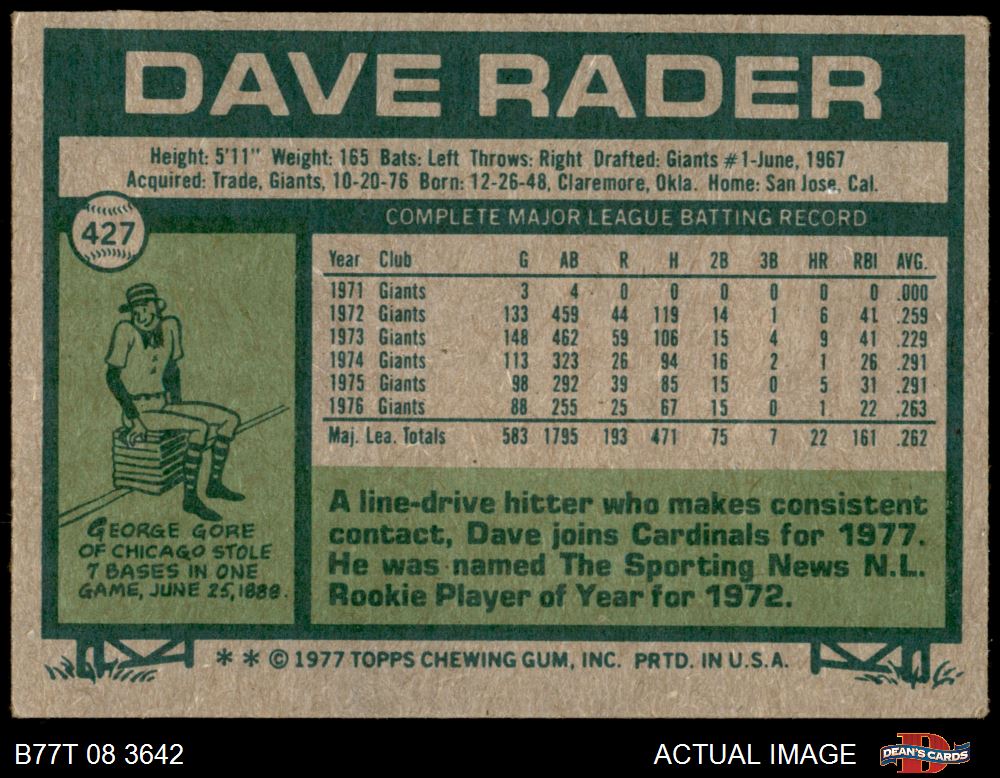 DAVE RADER
Height: 5'11" Weight: 165 Bats: Left Throws: Right Drafted: Giants #1-June, 1967
Acquired: Trade, Giants, 10-20-76 Born: 12-26-48, Claremore, Okla. Home: San Jose, Cal.
427
COMPLETE MAJOR LEAGUE BATTING RECORD
Year Club G AB R H 2B 3B HR RBI AVG.
1971 Giants 3 4 0 0 0 0 0 0 .000
1972 Giants 133 459 44 119 14 1 6 41 .259
1973 Giants 148 462 59 106 15 4 9 41 .229
1974 Giants 113 323 26 94 16 2 1 26 .291
1975 Giants 98 292 39 85 15 0 5 31 .291
1976 Giants 88 255 25 67 15 0 1 22 .263
Maj. Lea. Totals 583 1795 193 471 75 7 22 161 .262
GEORGE GORE
OF CHICAGO STOLE
7 BASES IN ONE
GAME, JUNE 25, 1888.
A line-drive hitter who makes consistent
contact, Dave joins Cardinals for 1977.
He was named The Sporting News N.L.
Rookie Player of Year for 1972.
* * © 1977 TOPPS CHEWING GUM, INC. PRTD. IN U.S.A.
B77T 08 3642
ACTUAL IMAGE
D
DEAN'S CARDS